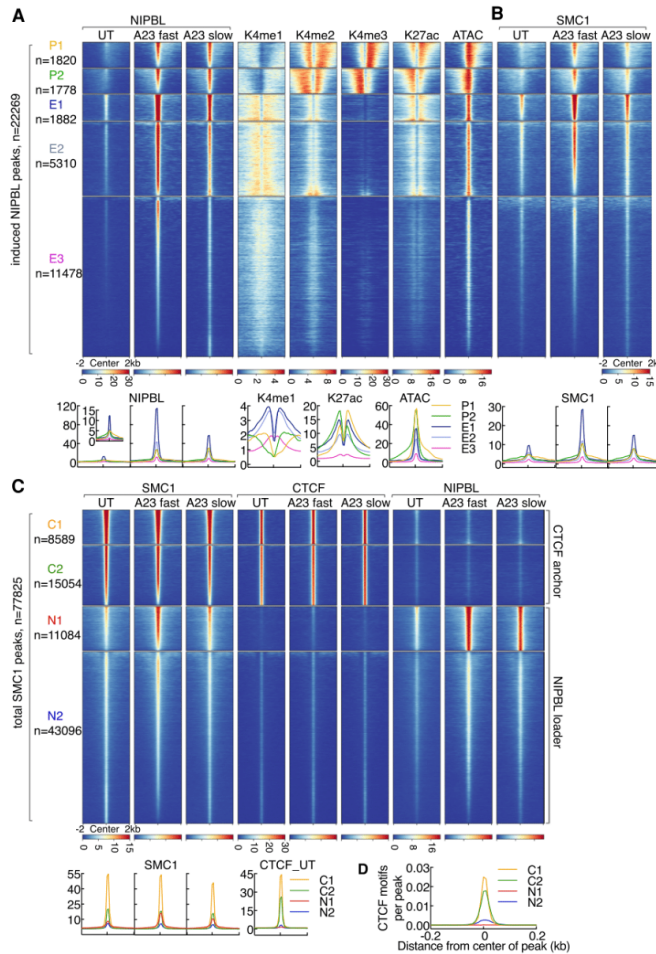 A
NIPBL
UT A23 fast A23 slow K4me1 K4me2 K4me3 K27ac ATAC
B
SMC1
UT A23 fast A23 slow
induced NIPBL peaks, n=22269
P1
n=1820
P2
n=1778
E1
n=1882
E2
n=5310
E3
n=11478
-2 Center 2kb
-2 Center 2kb
0 8 16
0 2 4
0 10 20 30
0 8 16
0 5 10 15
NIPBL
120
80
40
0
15
10
5
0
K4me1
4
3
2
1
0
K27ac
20
15
10
5
0
ATAC
60
40
20
0
P1
P2
E1
E2
E3
SMC1
30
20
10
0
C
SMC1 CTCF NIPBL
UT A23 fast A23 slow UT A23 fast A23 slow UT A23 fast A23 slow
total SMC1 peaks, n=77825
C1
n=8589
C2
n=15054
N1
n=11084
N2
n=43096
CTCF anchor
NIPBL loader
-2 Center 2kb
0 5 10 15
0 10 20 30
0 8 16
SMC1
55
40
25
10
CTCF_UT
45
30
15
0
C1
C2
N1
N2
D
CTCF motifs
per peak
0.03
0.02
0.01
0.00
C1
C2
N1
N2
-0.2 0 0.2
Distance from center of peak (kb)